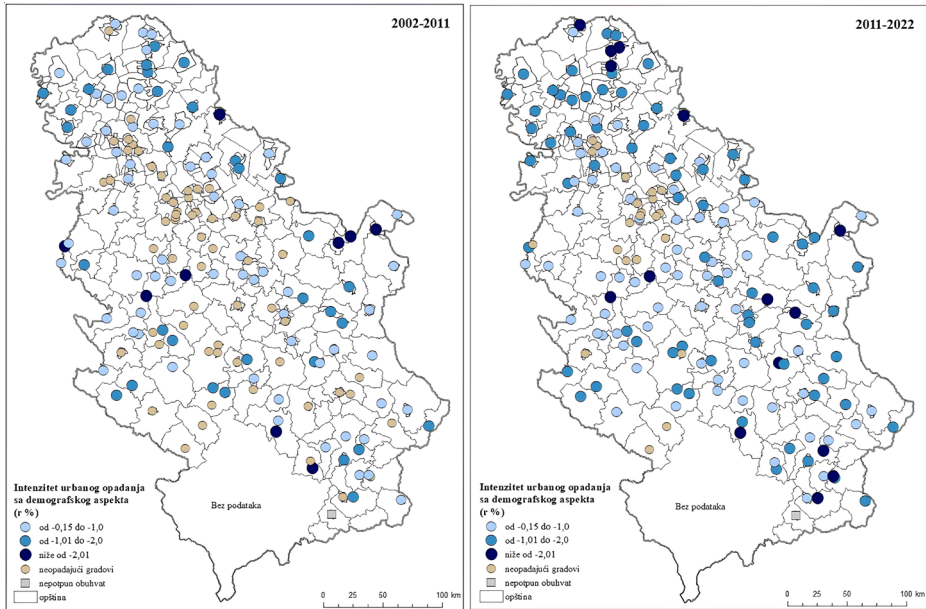 2002-2011
Bez podataka
Intenzitet urbanog opadanja
sa demografskog aspekta
(r %)
od -0,15 do -1,0
od -1,01 do -2,0
niže od -2,01
neopadajući gradovi
nepotpun obuhvat
opština
0 25 50 100 km
2011-2022
Bez podataka
Intenzitet urbanog opadanja
sa demografskog aspekta
(r %)
od -0,15 do -1,0
od -1,01 do -2,0
niže od -2,01
neopadajući gradovi
nepotpun obuhvat
opština
0 25 50 100 km